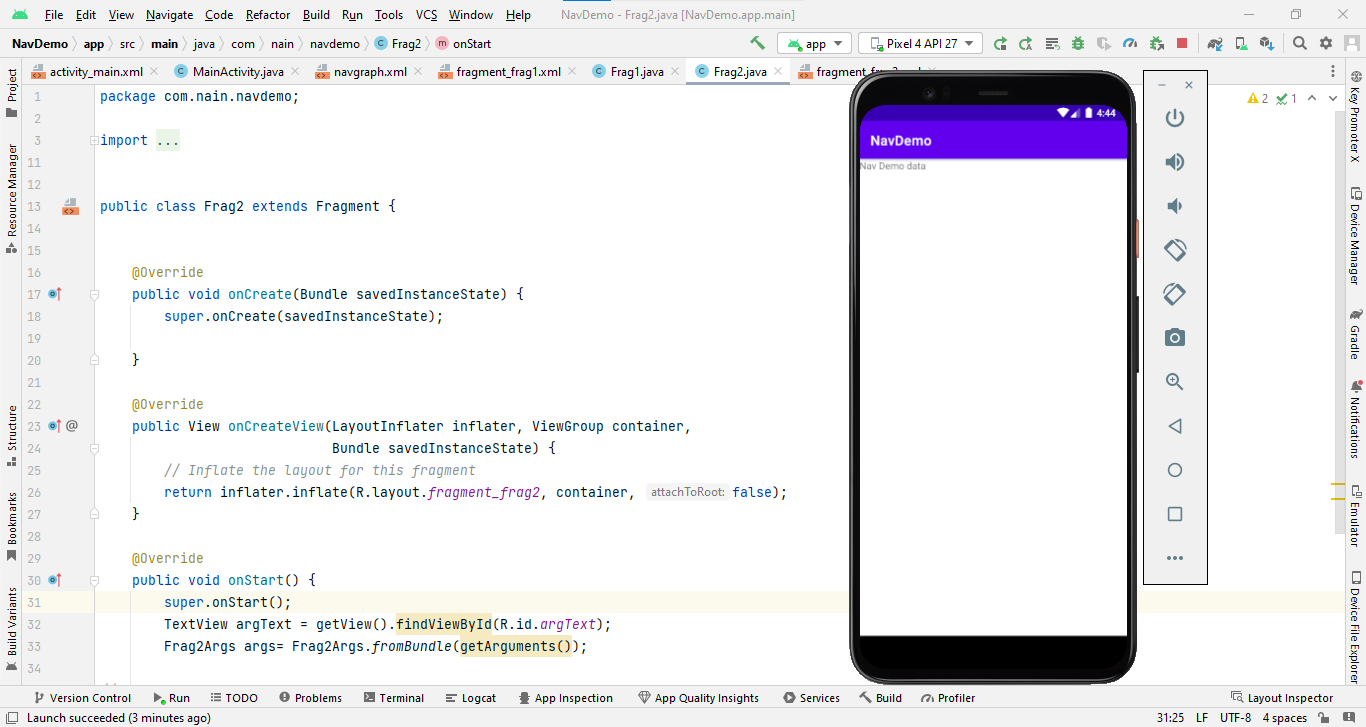 File Edit View Navigate Code Refactor Build Run Tools VCS Window Help NavDemo - Frag2.java [NavDemo.app.main]
NavDemo app src main java com nain navdemo Frag2 onStart app Pixel 4 API 27
activity_main.xml MainActivity.java navgraph.xml fragment_frag1.xml Frag1.java Frag2.java
1 package com.nain.navdemo;
2
3 import ...
11
12
13 public class Frag2 extends Fragment {
14
15
16 @Override
17 public void onCreate(Bundle savedInstanceState) {
18 super.onCreate(savedInstanceState);
19
20 }
21
22 @Override
23 @ public View onCreateView(LayoutInflater inflater, ViewGroup container,
24 Bundle savedInstanceState) {
25 // Inflate the layout for this fragment
26 return inflater.inflate(R.layout.fragment_frag2, container, attachToRoot: false);
27 }
28
29 @Override
30 public void onStart() {
31 super.onStart();
32 TextView argText = getView().findViewById(R.id.argText);
33 Frag2Args args= Frag2Args.fromBundle(getArguments());
34
2 1
4:44
NavDemo
Nav Demo data
Project
Resource Manager
Structure
Bookmarks
Build Variants
Key Promoter X
Device Manager
Gradle
Notifications
Emulator
Device File Explorer
Version Control Run TODO Problems Terminal Logcat App Inspection App Quality Insights Services Build Profiler Layout Inspector
Launch succeeded (3 minutes ago) 31:25 LF UTF-8 4 spaces